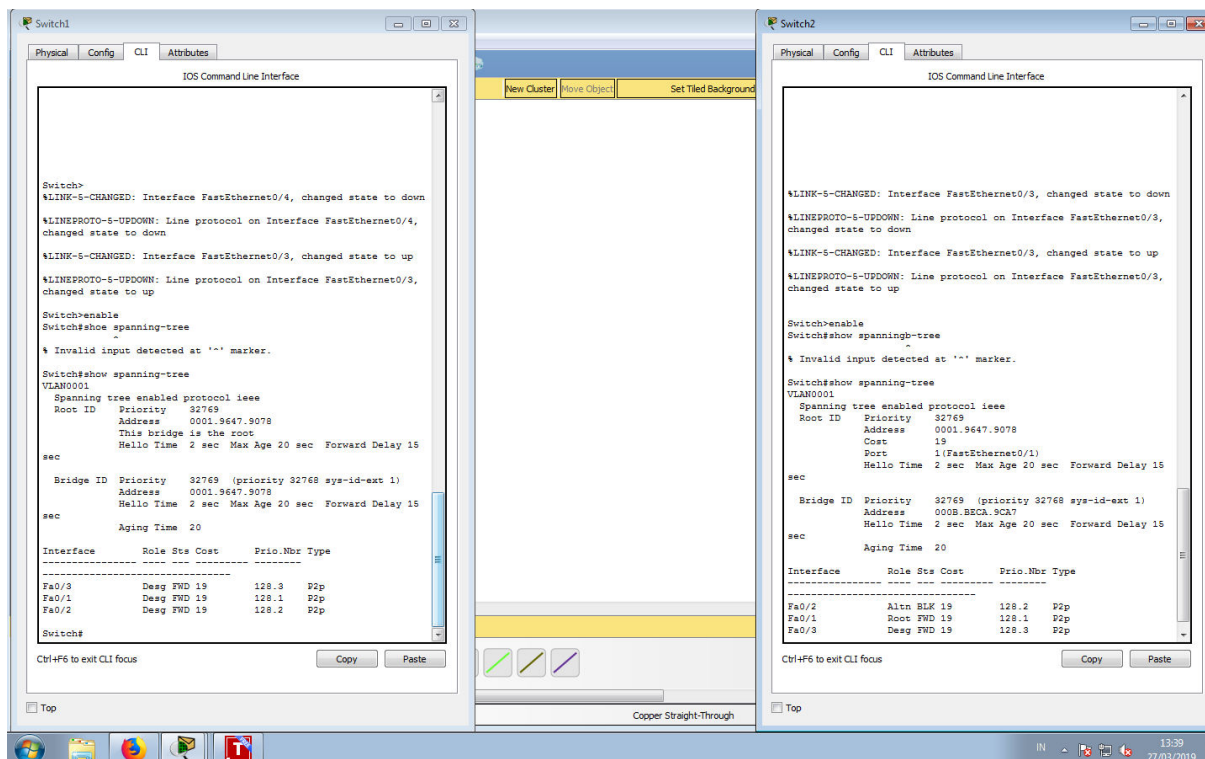 Switch1
Physical Config CLI Attributes
IOS Command Line Interface
Switch>
%LINK-5-CHANGED: Interface FastEthernet0/4, changed state to down
%LINEPROTO-5-UPDOWN: Line protocol on Interface FastEthernet0/4,
changed state to down
%LINK-5-CHANGED: Interface FastEthernet0/3, changed state to up
%LINEPROTO-5-UPDOWN: Line protocol on Interface FastEthernet0/3,
changed state to up
Switch>enable
Switch#shoe spanning-tree
^
% Invalid input detected at '^' marker.
Switch#show spanning-tree
VLAN0001
Spanning tree enabled protocol ieee
Root ID Priority 32769
Address 0001.9647.9078
This bridge is the root
Hello Time 2 sec Max Age 20 sec Forward Delay 15
sec
Bridge ID Priority 32769 (priority 32768 sys-id-ext 1)
Address 0001.9647.9078
Hello Time 2 sec Max Age 20 sec Forward Delay 15
sec
Aging Time 20
Interface Role Sts Cost Prio.Nbr Type
---------------- ---- --- --------- --------
--------------------------------
Fa0/3 Desg FWD 19 128.3 P2p
Fa0/1 Desg FWD 19 128.1 P2p
Fa0/2 Desg FWD 19 128.2 P2p
Switch#
Ctrl+F6 to exit CLI focus
Copy Paste
Top
New Cluster Move Object Set Tiled Background
Copper Straight-Through
Switch2
Physical Config CLI Attributes
IOS Command Line Interface
%LINK-5-CHANGED: Interface FastEthernet0/3, changed state to down
%LINEPROTO-5-UPDOWN: Line protocol on Interface FastEthernet0/3,
changed state to down
%LINK-5-CHANGED: Interface FastEthernet0/3, changed state to up
%LINEPROTO-5-UPDOWN: Line protocol on Interface FastEthernet0/3,
changed state to up
Switch>enable
Switch#show spanningb-tree
^
% Invalid input detected at '^' marker.
Switch#show spanning-tree
VLAN0001
Spanning tree enabled protocol ieee
Root ID Priority 32769
Address 0001.9647.9078
Cost 19
Port 1(FastEthernet0/1)
Hello Time 2 sec Max Age 20 sec Forward Delay 15
sec
Bridge ID Priority 32769 (priority 32768 sys-id-ext 1)
Address 000B.BECA.9CA7
Hello Time 2 sec Max Age 20 sec Forward Delay 15
sec
Aging Time 20
Interface Role Sts Cost Prio.Nbr Type
---------------- ---- --- --------- --------
--------------------------------
Fa0/2 Altn BLK 19 128.2 P2p
Fa0/1 Root FWD 19 128.1 P2p
Fa0/3 Desg FWD 19 128.3 P2p
Ctrl+F6 to exit CLI focus
Copy Paste
Top
IN
13:39
27/03/2019